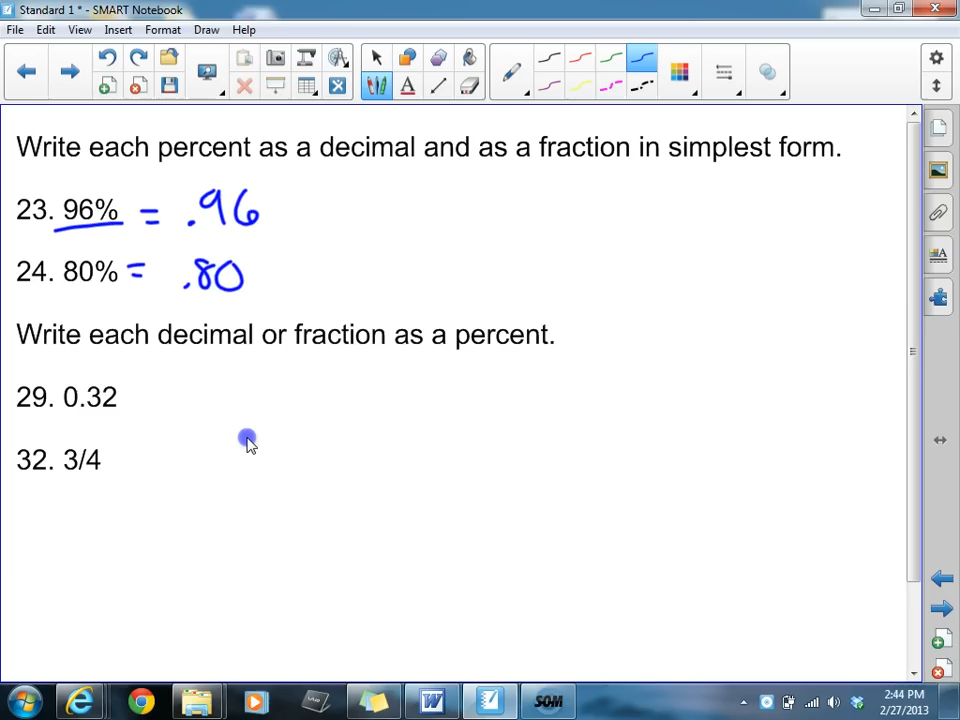 Standard 1 * - SMART Notebook
File Edit View Insert Format Draw Help
Write each percent as a decimal and as a fraction in simplest form.
23. 96% = .96
24. 80% = .80
Write each decimal or fraction as a percent.
29. 0.32
32. 3/4
SOM
2:44 PM
2/27/2013